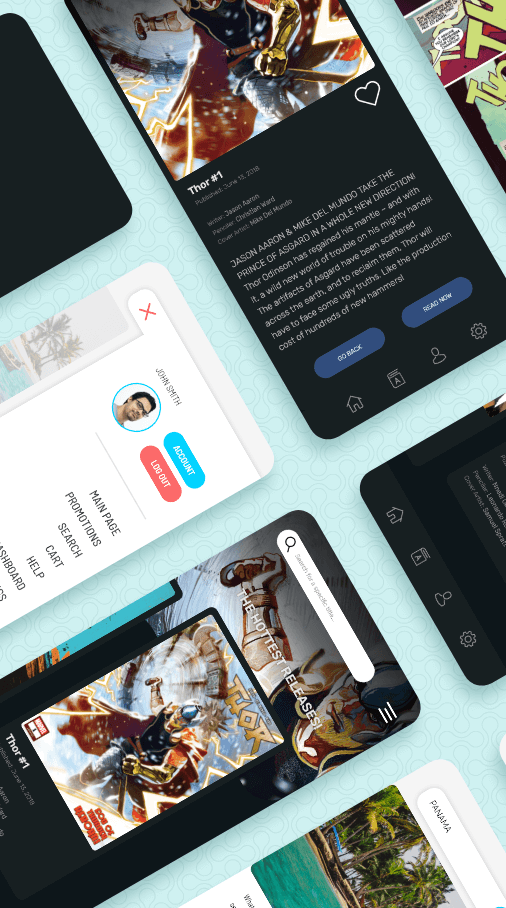 Thor #1
Published: June 13, 2018
Writer: Jason Aaron
Penciler: Christian Ward
Cover Artist: Mike Del Mundo
JASON AARON & MIKE DEL MUNDO TAKE THE
PRINCE OF ASGARD IN A WHOLE NEW DIRECTION!
Thor Odinson has regained his mantle – and with
it, a wild new world of trouble on his mighty hands!
The artifacts of Asgard have been scattered
across the earth, and to reclaim them, Thor will
have to face some ugly truths. Like the production
cost of hundreds of new hammers!
GO BACK
READ NOW
JOHN SMITH
ACCOUNT
LOG OUT
MAIN PAGE
PROMOTIONS
SEARCH
CART
HELP
Search for a specific title...
THE HOTTEST RELEASES!
MARVEL
THOR
Thor #1
June 13, 2018
Cover Artist:
PANAMA